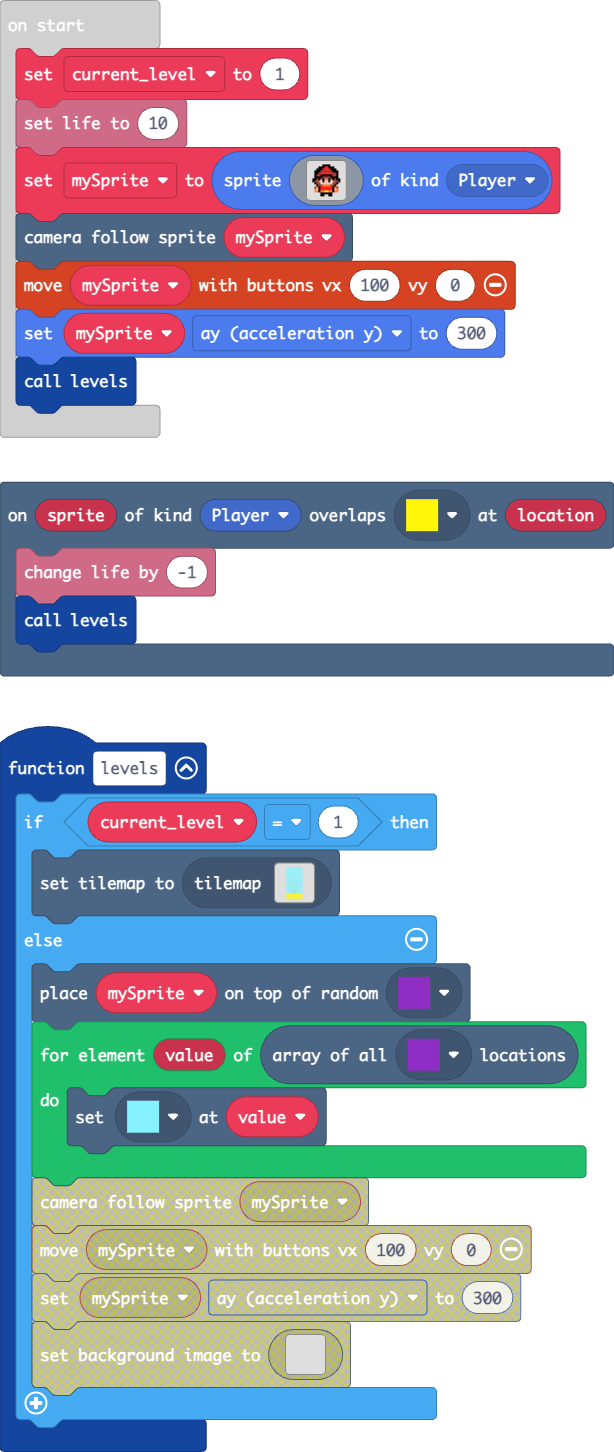 on start
set current_level to 1
set life to 10
set mySprite to sprite of kind Player
camera follow sprite mySprite
move mySprite with buttons vx 100 vy 0
set mySprite ay (acceleration y) to 300
call levels
on sprite of kind Player overlaps at location
change life by -1
call levels
function levels
if current_level = 1 then
set tilemap to tilemap
else
place mySprite on top of random
for element value of array of all locations
do
set at value
camera follow sprite mySprite
move mySprite with buttons vx 100 vy 0
set mySprite ay (acceleration y) to 300
set background image to